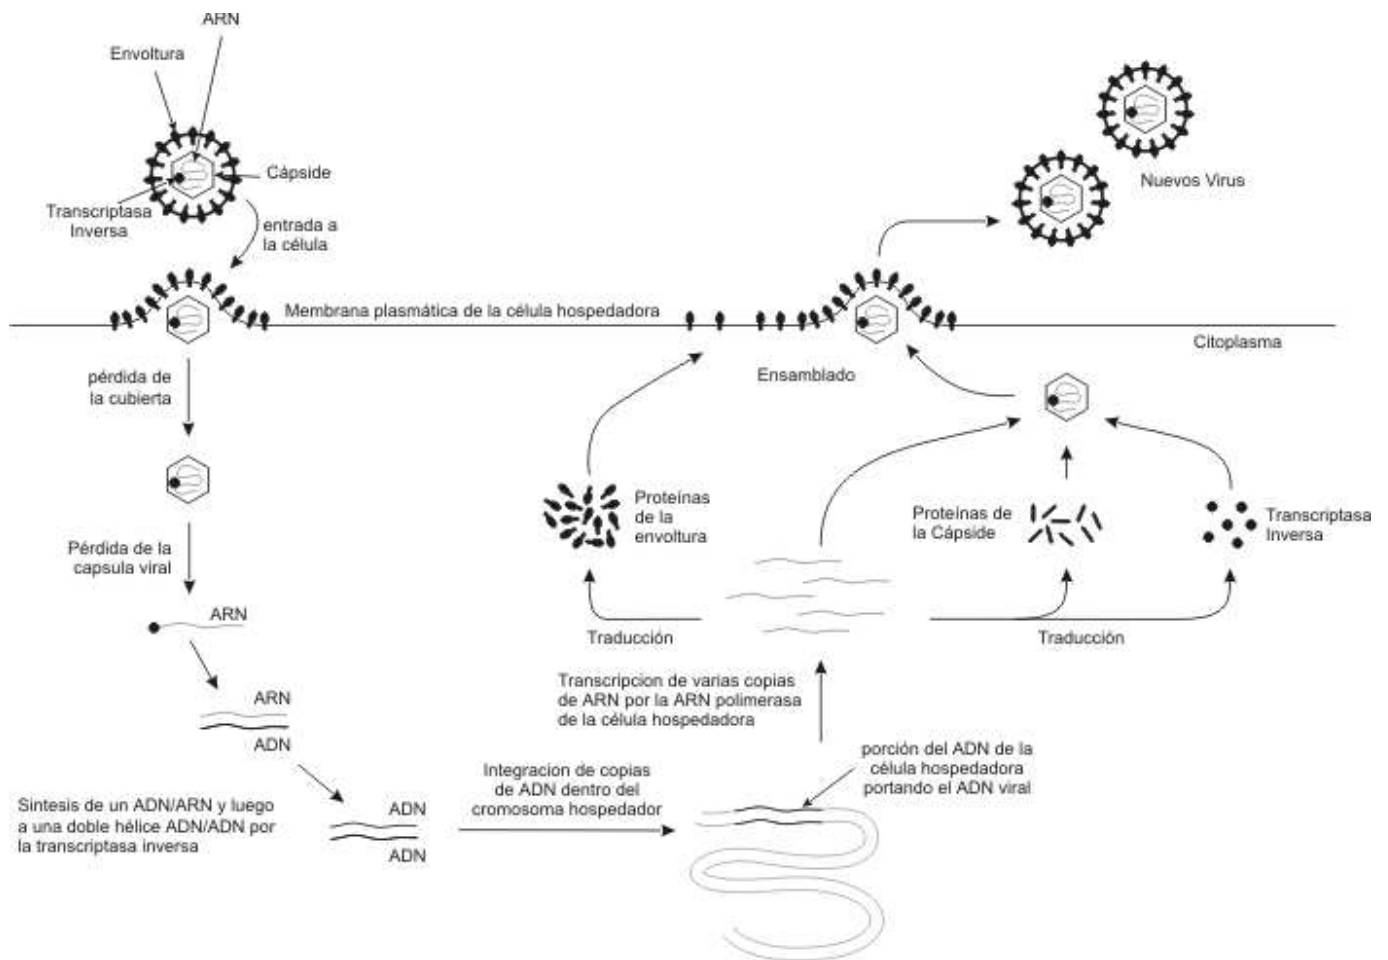 ARN
Envoltura
Cápside
Transcriptasa
Inversa
entrada a
la célula
Nuevos Virus
Membrana plasmática de la célula hospedadora
Citoplasma
pérdida de
la cubierta
Ensamblado
Proteínas
de la
envoltura
Proteínas de
la Cápside
Transcriptasa
Inversa
Pérdida de la
capsula viral
ARN
Traducción
Traducción
Transcripcion de varias copias
de ARN por la ARN polimerasa
de la célula hospedadora
ARN
ADN
porción del ADN de la
célula hospedadora
portando el ADN viral
Integracion de copias
de ADN dentro del
cromosoma hospedador
Sintesis de un ADN/ARN y luego
a una doble hélice ADN/ADN por
la transcriptasa inversa
ADN
ADN